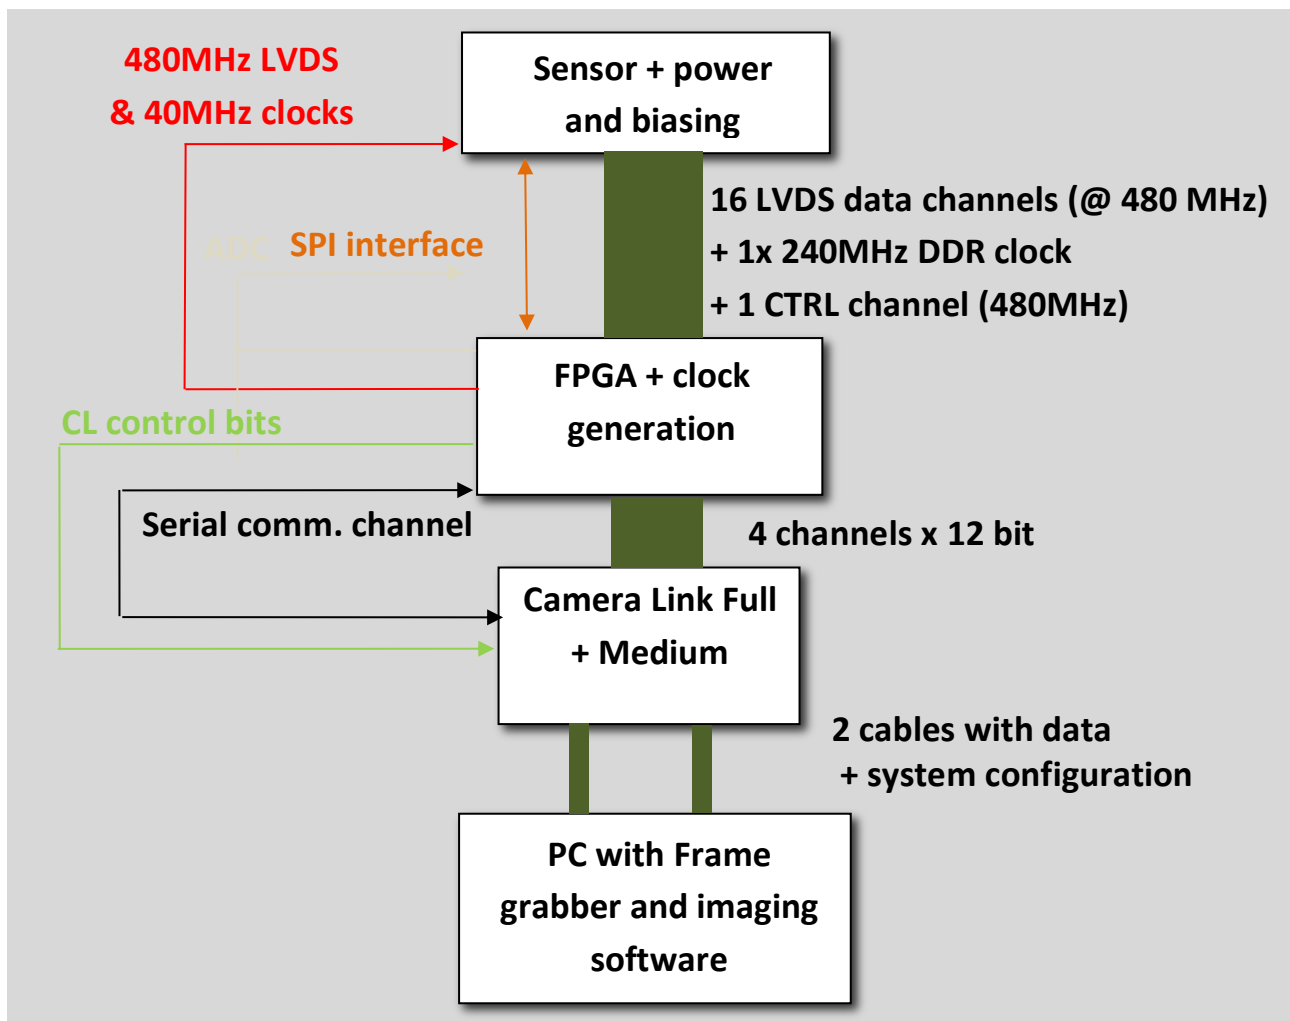 480MHz LVDS
& 40MHz clocks
Sensor + power
and biasing
16 LVDS data channels (@ 480 MHz)
+ 1x 240MHz DDR clock
+ 1 CTRL channel (480MHz)
ADC
SPI interface
FPGA + clock
generation
CL control bits
Serial comm. channel
4 channels x 12 bit
Camera Link Full
+ Medium
2 cables with data
+ system configuration
PC with Frame
grabber and imaging
software